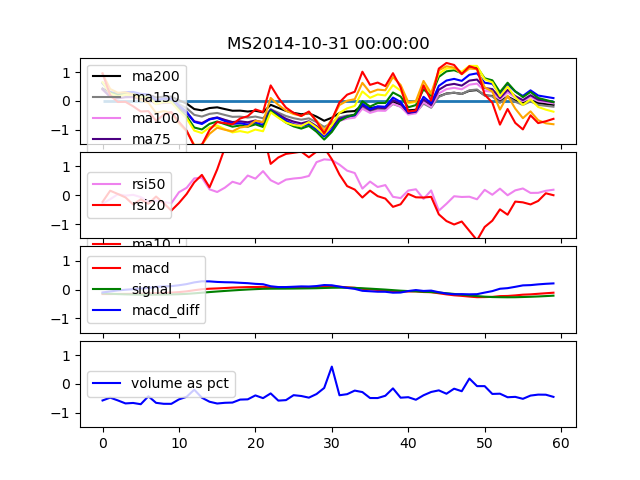 MS2014-10-31 00:00:00
1
0
−1
ma200
ma150
ma100
ma75
1
0
−1
rsi50
rsi20
ma10
1
0
−1
macd
signal
macd_diff
1
0
−1
volume as pct
0 10 20 30 40 50 60